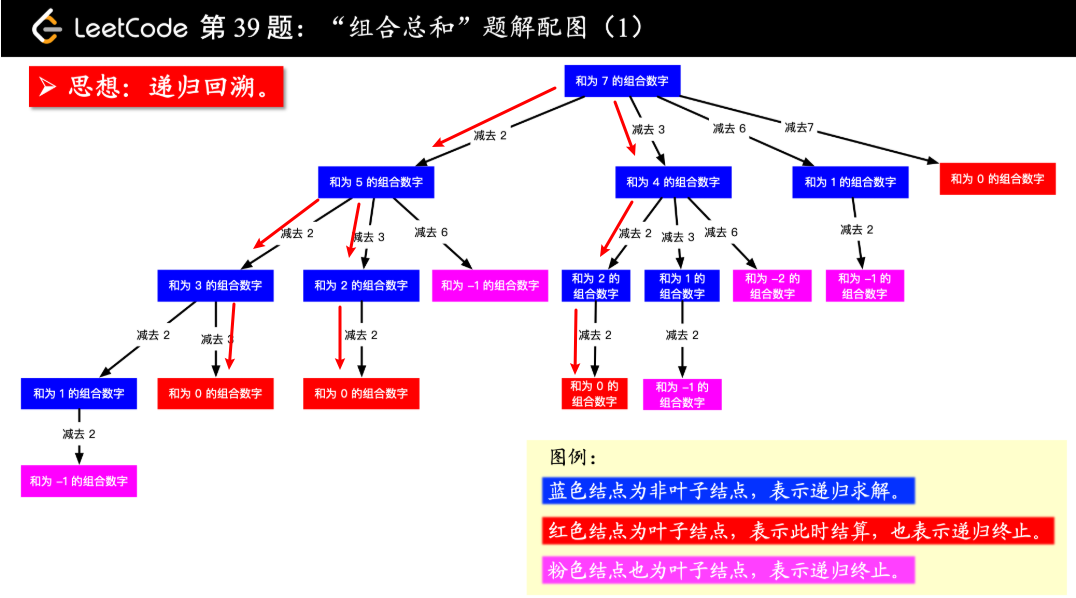 LeetCode 第 39 题：“组合总和”题解配图（1）
➢ 思想：递归回溯。
和为 7 的组合数字
减去 2
减去 3
减去 6
减去7
和为 5 的组合数字
和为 4 的组合数字
和为 1 的组合数字
和为 0 的组合数字
减去 2
减去 3
减去 6
减去 2
减去 3
减去 6
减去 2
和为 3 的组合数字
和为 2 的组合数字
和为 -1 的组合数字
和为 2 的
组合数字
和为 1 的
组合数字
和为 -2 的
组合数字
和为 -1 的
组合数字
减去 2
减去 3
减去 2
减去 2
减去 2
和为 1 的组合数字
和为 0 的组合数字
和为 0 的组合数字
和为 0 的
组合数字
和为 -1 的
组合数字
减去 2
和为 -1 的组合数字
图例：
蓝色结点为非叶子结点，表示递归求解。
红色结点为叶子结点，表示此时结算，也表示递归终止。
粉色结点也为叶子结点，表示递归终止。